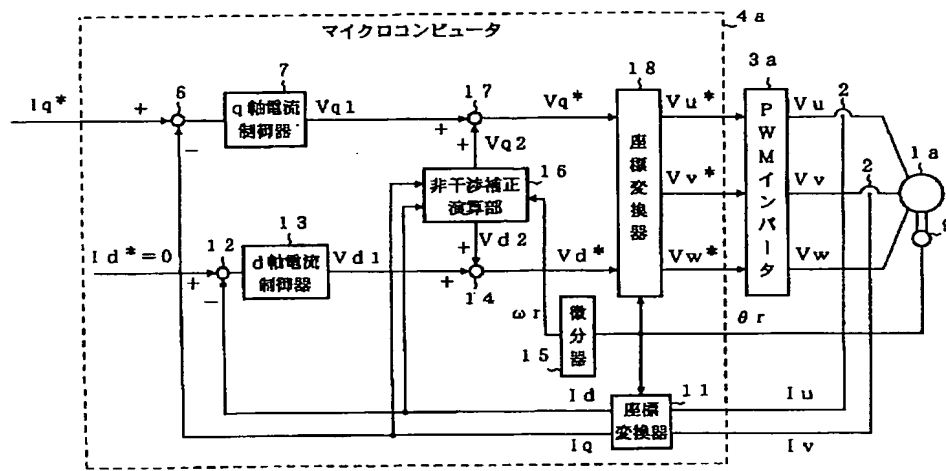 マイクロコンピュータ
4a
Iq*
+
6
-
7
q軸電流
制御器
Vq1
17
+
+
Vq2
Vq*
18
座標変換器
Vu*
Vv*
Vw*
3a
PWMインバータ
Vu
2
Vv
2
Vw
1a
非干渉補正
演算部
16
+
Vd2
Id*=0
+
12
-
13
d軸電流
制御器
Vd1
+
14
Vd*
ωr
微分器
15
θr
Id
座標
変換器
11
Iu
Iq
Iv